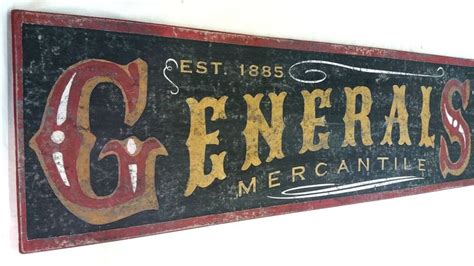 EST. 1885
GENERALS
MERCANTILE